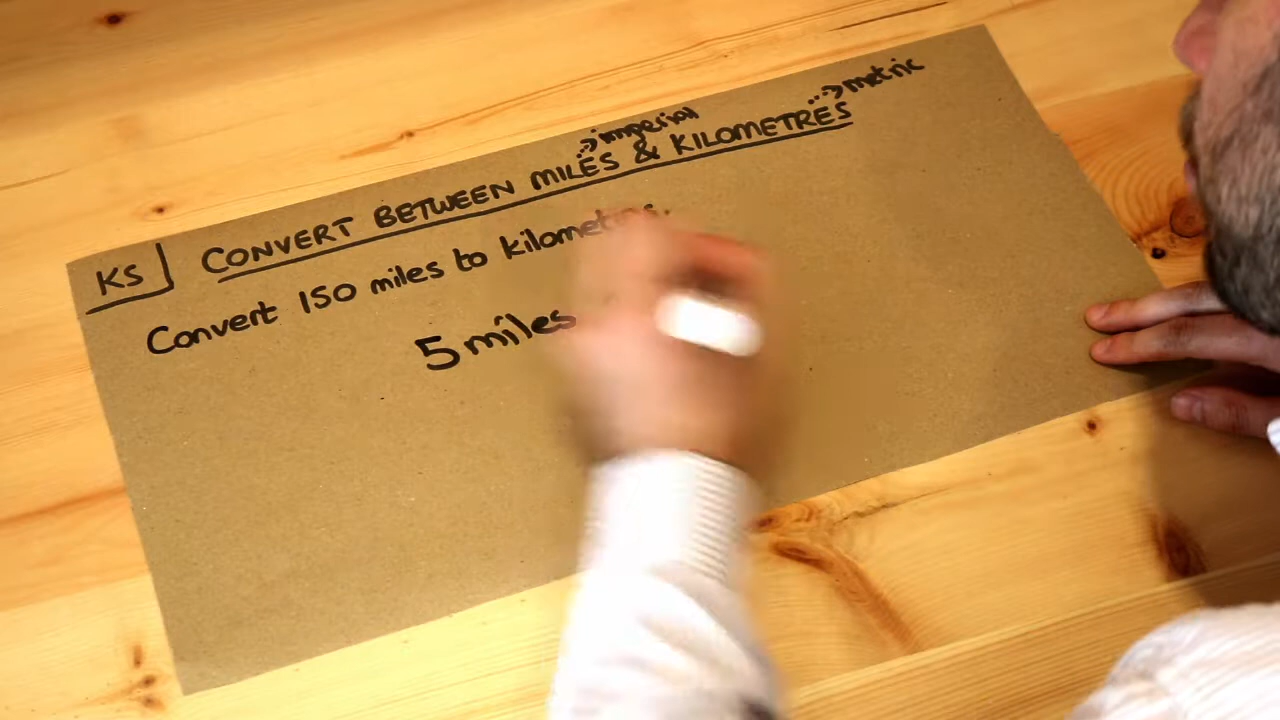 imperial metric
KS CONVERT BETWEEN MILES & KILOMETRES
Convert 150 miles to
5 miles